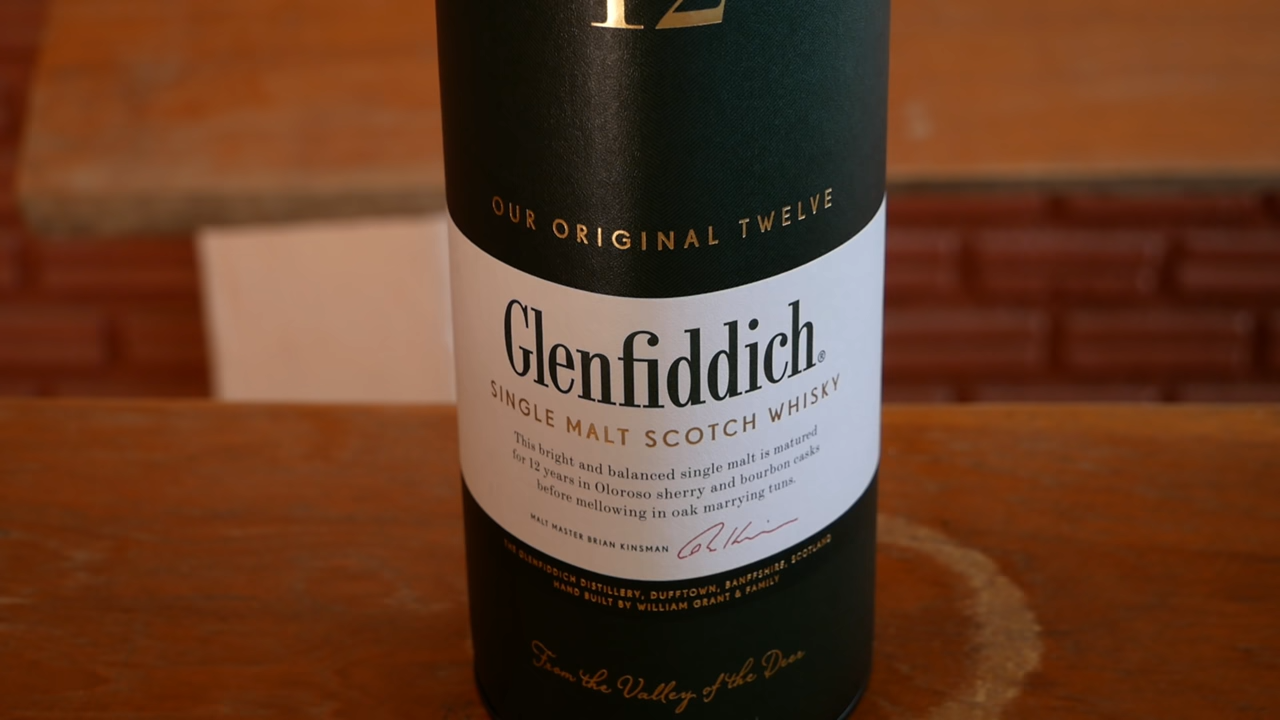 12
OUR ORIGINAL TWELVE
Glenfiddich®
SINGLE MALT SCOTCH WHISKY
This bright and balanced single malt is matured
for 12 years in Oloroso sherry and bourbon casks
before mellowing in oak marrying tuns.
MALT MASTER BRIAN KINSMAN
THE GLENFIDDICH DISTILLERY, DUFFTOWN, BANFFSHIRE, SCOTLAND
HAND BUILT BY WILLIAM GRANT & FAMILY
From the Valley of the Deer